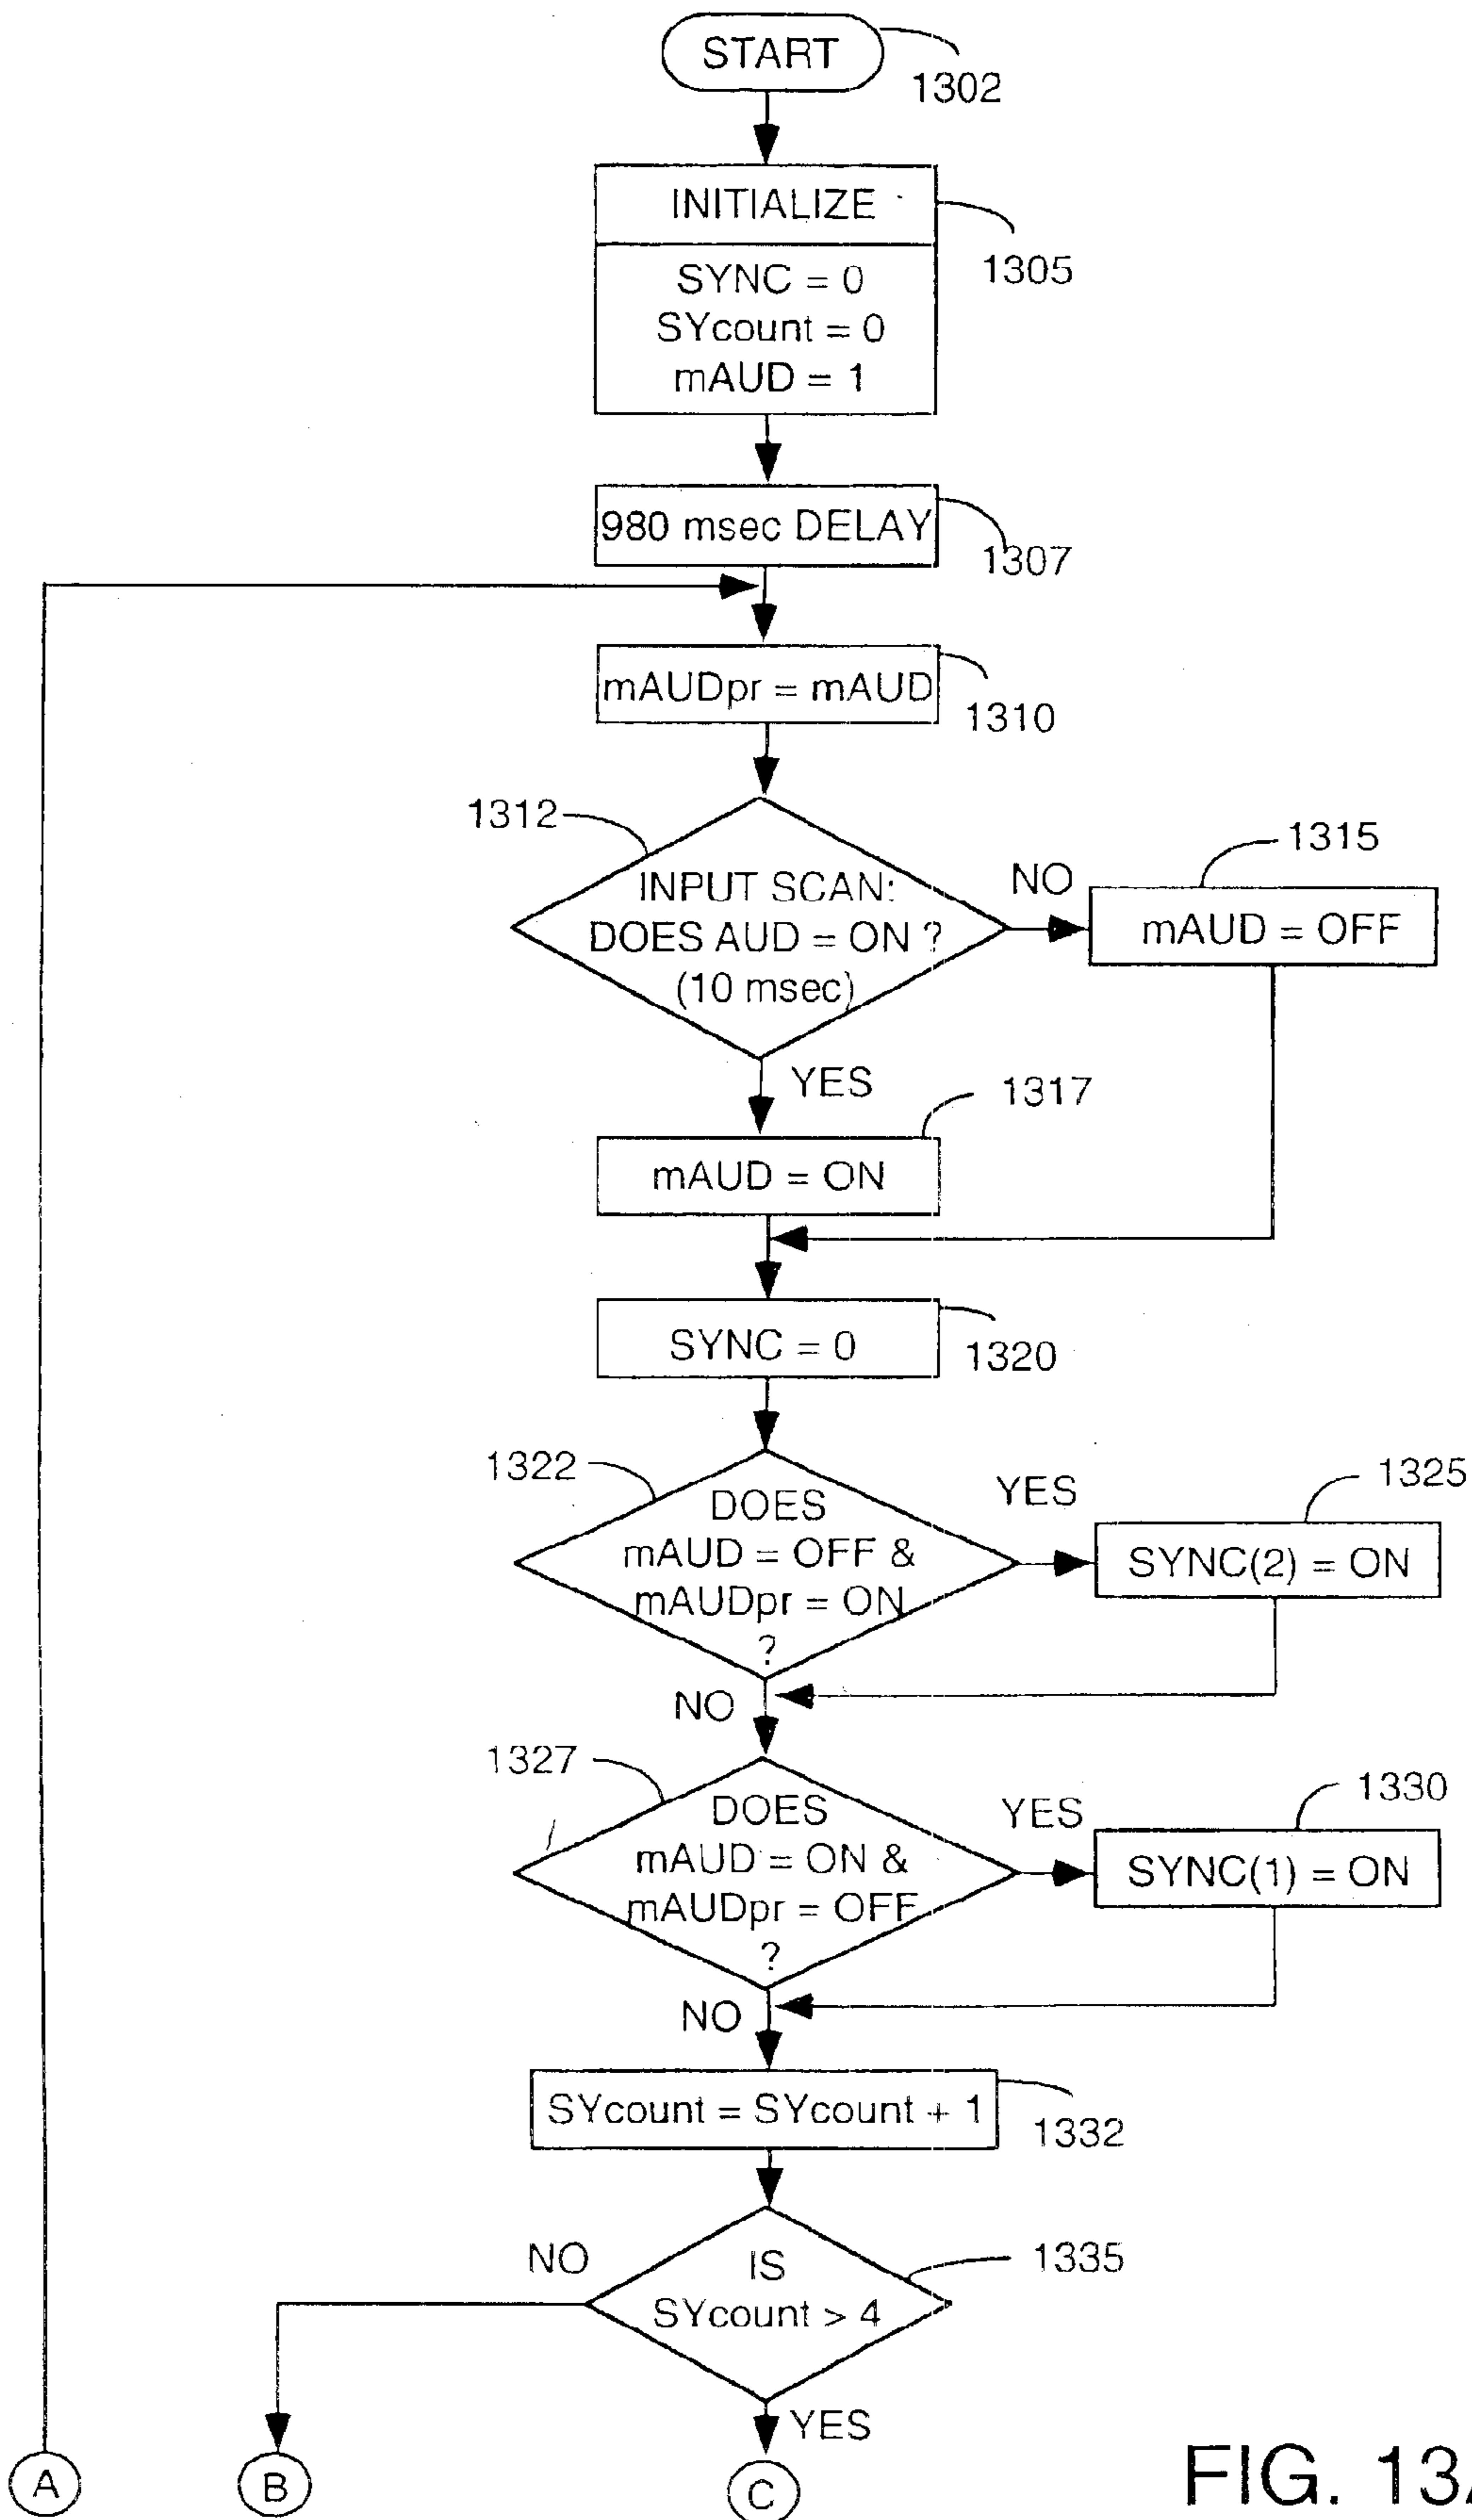 START
1302
INITIALIZE
1305
SYNC = 0
SYcount = 0
mAUD = 1
980 msec DELAY
1307
mAUDpr = mAUD
1310
1312
INPUT SCAN:
DOES AUD = ON ?
(10 msec)
NO
1315
mAUD = OFF
YES
1317
mAUD = ON
SYNC = 0
1320
1322
DOES
mAUD = OFF &
mAUDpr = ON
?
YES
1325
SYNC(2) = ON
NO
1327
DOES
mAUD = ON &
mAUDpr = OFF
?
YES
1330
SYNC(1) = ON
NO
SYcount = SYcount + 1
1332
NO
IS
SYcount > 4
1335
YES
A
B
C
FIG. 13A